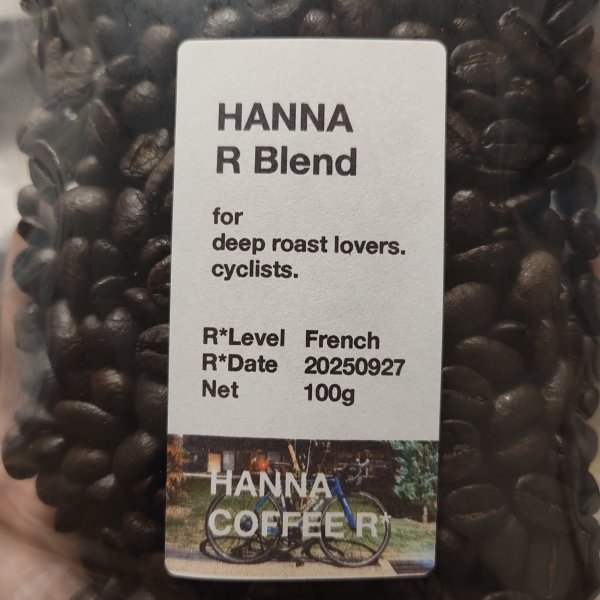 HANNA
R Blend
for
deep roast lovers.
cyclists.
R*Level French
R*Date 20250927
Net 100g
HANNA
COFFEE R*